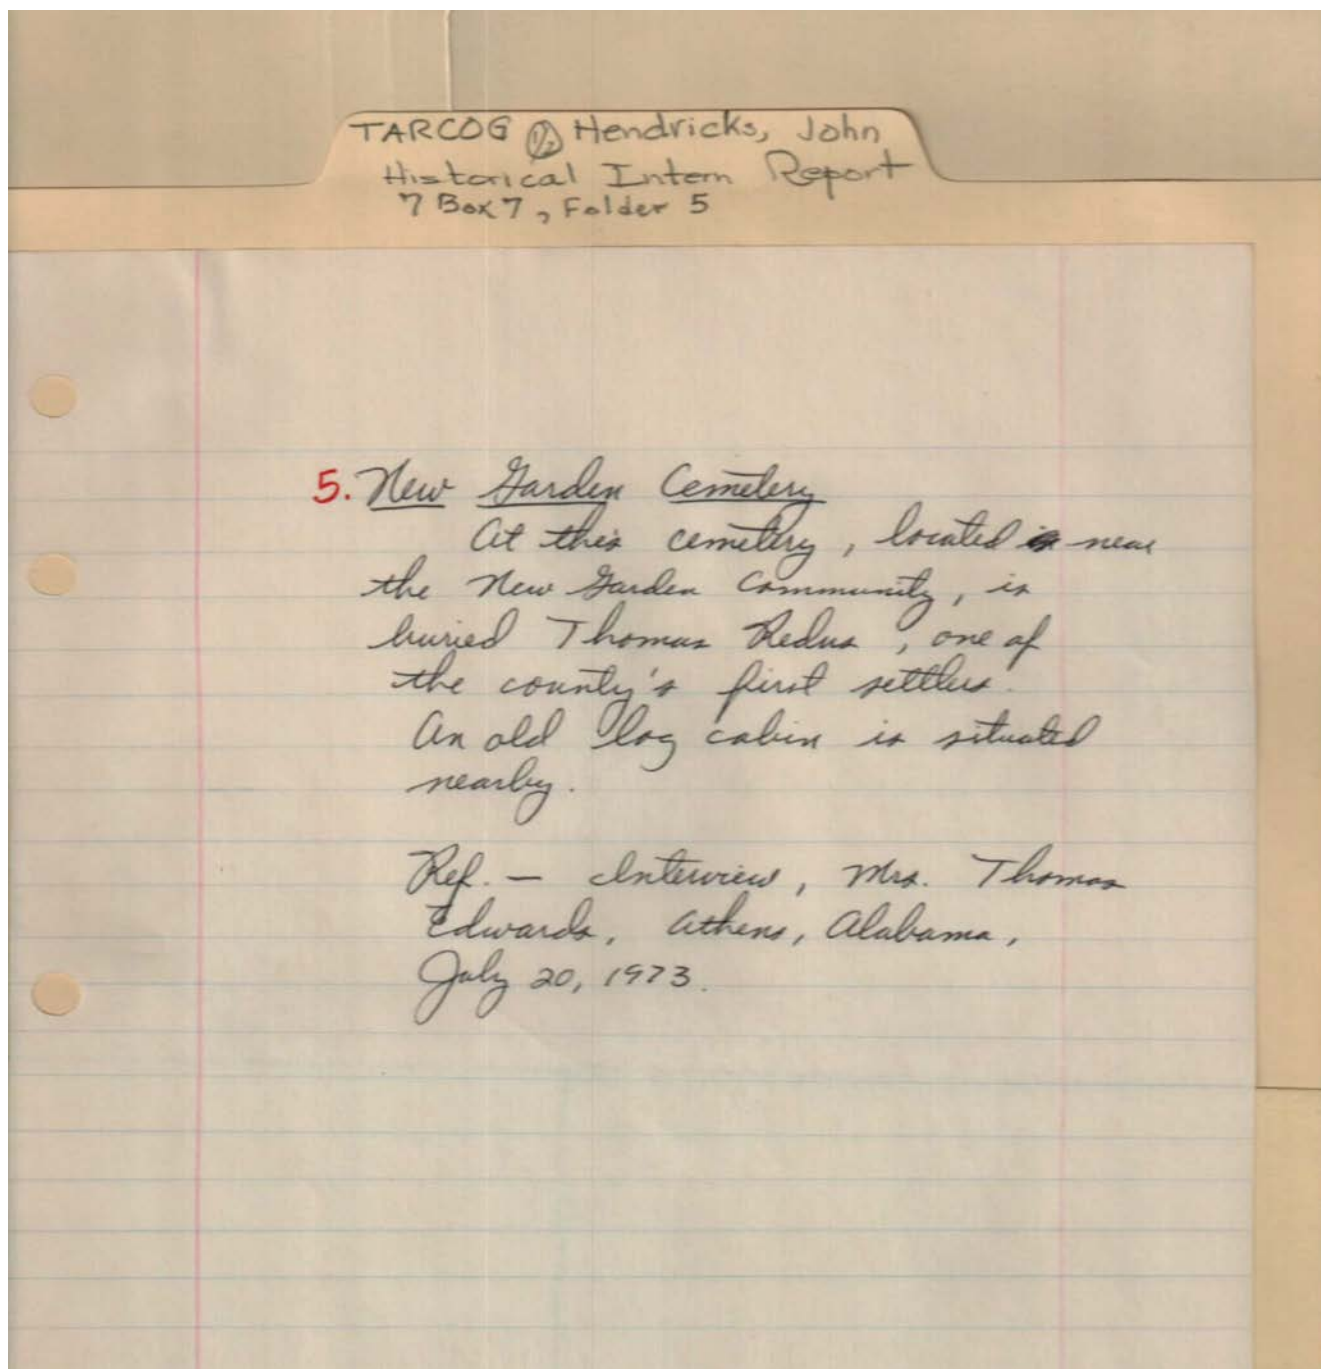 TARCOG 1/2 Hendricks, John
Historical Intern Report
7 Box 7, Folder 5
5. New Garden Cemetery
At this cemetery, located near
the New Garden Community, is
buried Thomas Redus, one of
the county's first settlers.
An old log cabin is situated
nearby.
Ref. — Interview, Mrs. Thomas
Edwards, Athens, Alabama,
July 20, 1973.